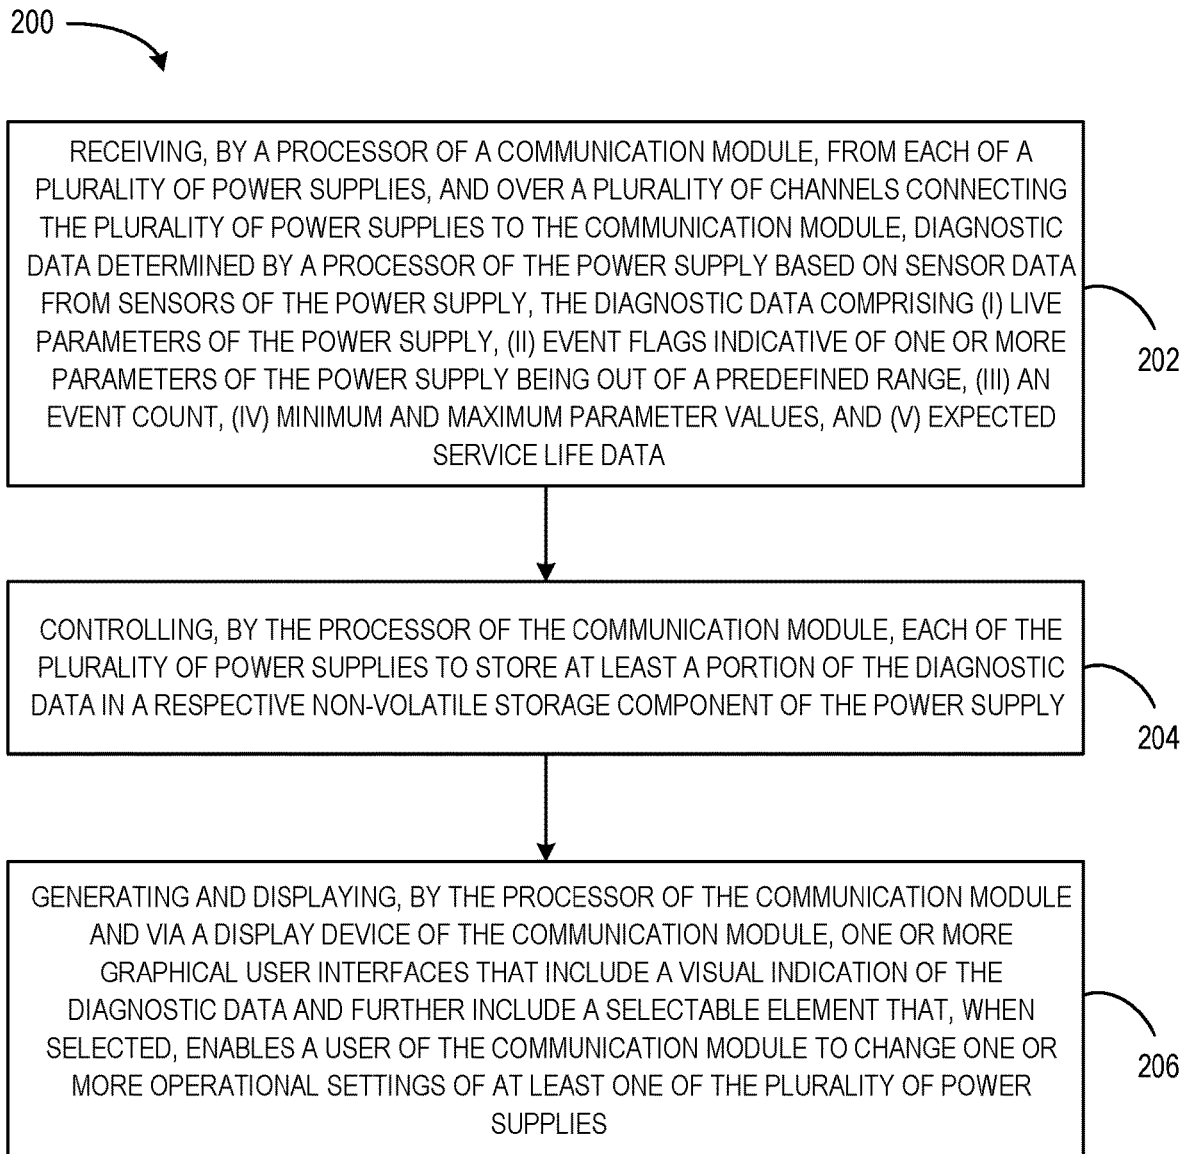 200
RECEIVING, BY A PROCESSOR OF A COMMUNICATION MODULE, FROM EACH OF A
PLURALITY OF POWER SUPPLIES, AND OVER A PLURALITY OF CHANNELS CONNECTING
THE PLURALITY OF POWER SUPPLIES TO THE COMMUNICATION MODULE, DIAGNOSTIC
DATA DETERMINED BY A PROCESSOR OF THE POWER SUPPLY BASED ON SENSOR DATA
FROM SENSORS OF THE POWER SUPPLY, THE DIAGNOSTIC DATA COMPRISING (I) LIVE
PARAMETERS OF THE POWER SUPPLY, (II) EVENT FLAGS INDICATIVE OF ONE OR MORE
PARAMETERS OF THE POWER SUPPLY BEING OUT OF A PREDEFINED RANGE, (III) AN
EVENT COUNT, (IV) MINIMUM AND MAXIMUM PARAMETER VALUES, AND (V) EXPECTED
SERVICE LIFE DATA
202
CONTROLLING, BY THE PROCESSOR OF THE COMMUNICATION MODULE, EACH OF THE
PLURALITY OF POWER SUPPLIES TO STORE AT LEAST A PORTION OF THE DIAGNOSTIC
DATA IN A RESPECTIVE NON-VOLATILE STORAGE COMPONENT OF THE POWER SUPPLY
204
GENERATING AND DISPLAYING, BY THE PROCESSOR OF THE COMMUNICATION MODULE
AND VIA A DISPLAY DEVICE OF THE COMMUNICATION MODULE, ONE OR MORE
GRAPHICAL USER INTERFACES THAT INCLUDE A VISUAL INDICATION OF THE
DIAGNOSTIC DATA AND FURTHER INCLUDE A SELECTABLE ELEMENT THAT, WHEN
SELECTED, ENABLES A USER OF THE COMMUNICATION MODULE TO CHANGE ONE OR
MORE OPERATIONAL SETTINGS OF AT LEAST ONE OF THE PLURALITY OF POWER
SUPPLIES
206